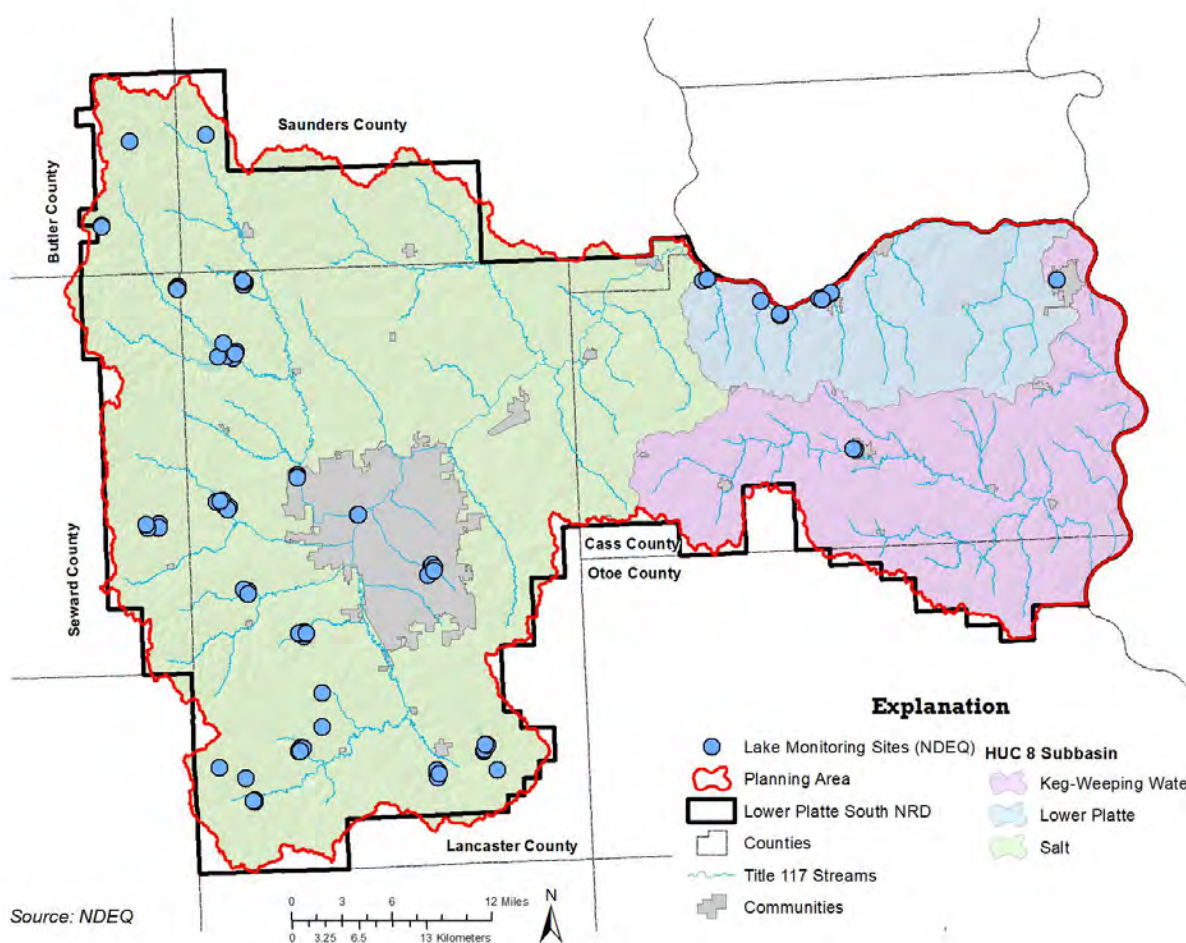 Saunders County
Butler County
Seward County
Cass County
Otoe County
Lancaster County
Explanation
Lake Monitoring Sites (NDEQ)
Planning Area
Lower Platte South NRD
Counties
Title 117 Streams
Communities
HUC 8 Subbasin
Keg-Weeping Water
Lower Platte
Salt
N
0 3 6 12 Miles
0 3.25 6.5 13 Kilometers
Source: NDEQ